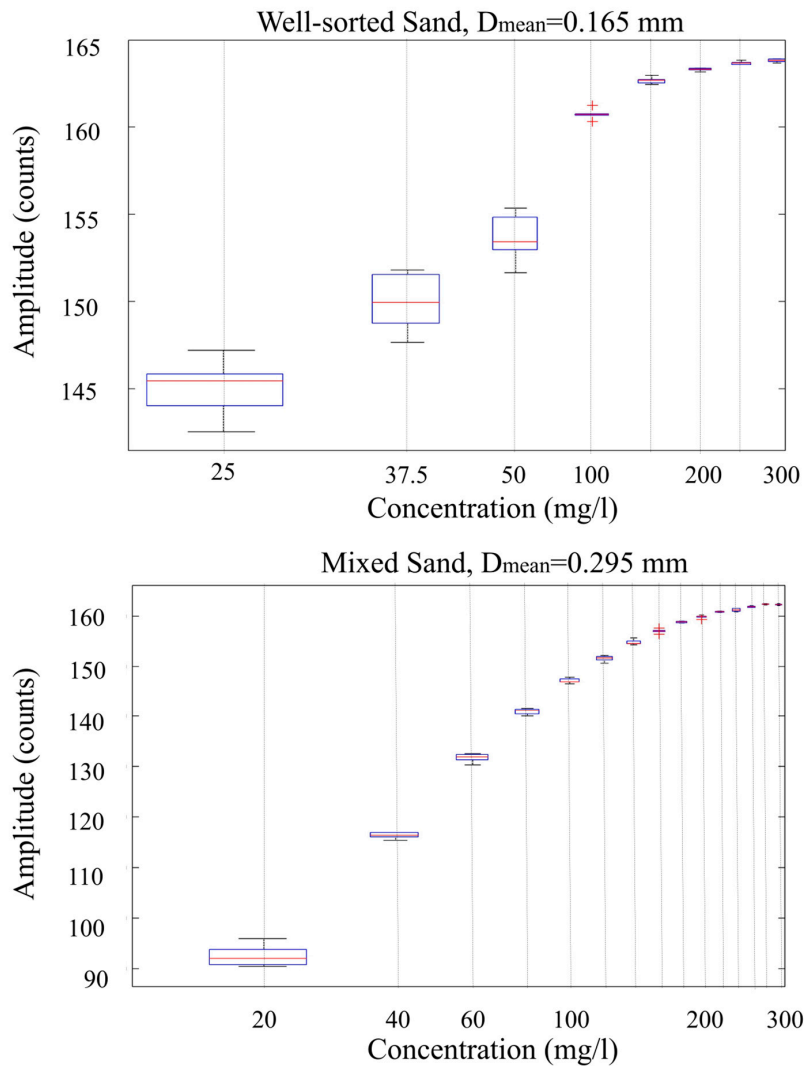 Well-sorted Sand, Dmean=0.165 mm
165
160
155
150
145
Amplitude (counts)
25 37.5 50 100 200 300
Concentration (mg/l)
Mixed Sand, Dmean=0.295 mm
160
150
140
130
120
110
100
90
Amplitude (counts)
20 40 60 100 200 300
Concentration (mg/l)